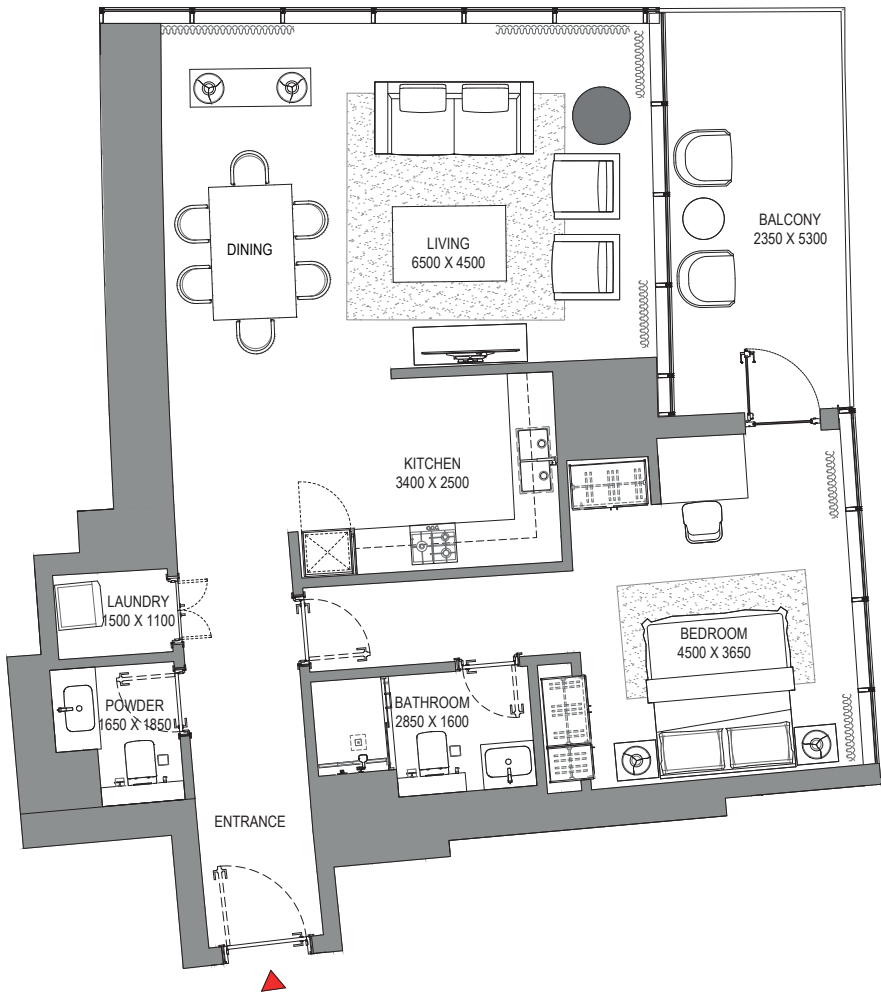 BALCONY
2350 X 5300
DINING
LIVING
6500 X 4500
KITCHEN
3400 X 2500
LAUNDRY
1500 X 1100
BEDROOM
4500 X 3650
POWDER
1650 X 1850
BATHROOM
2850 X 1600
ENTRANCE